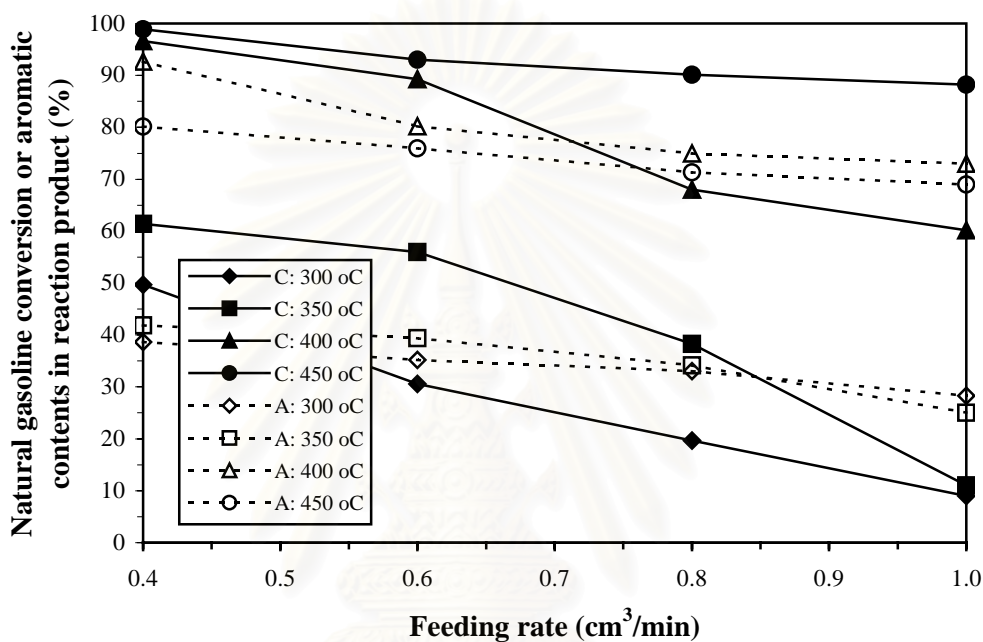 Natural gasoline conversion or aromatic
contents in reaction product (%)
100
90
80
70
60
50
40
30
20
10
0
C: 300 oC
C: 350 oC
C: 400 oC
C: 450 oC
A: 300 oC
A: 350 oC
A: 400 oC
A: 450 oC
0.4
0.5
0.6
0.7
0.8
0.9
1.0
Feeding rate (cm³/min)